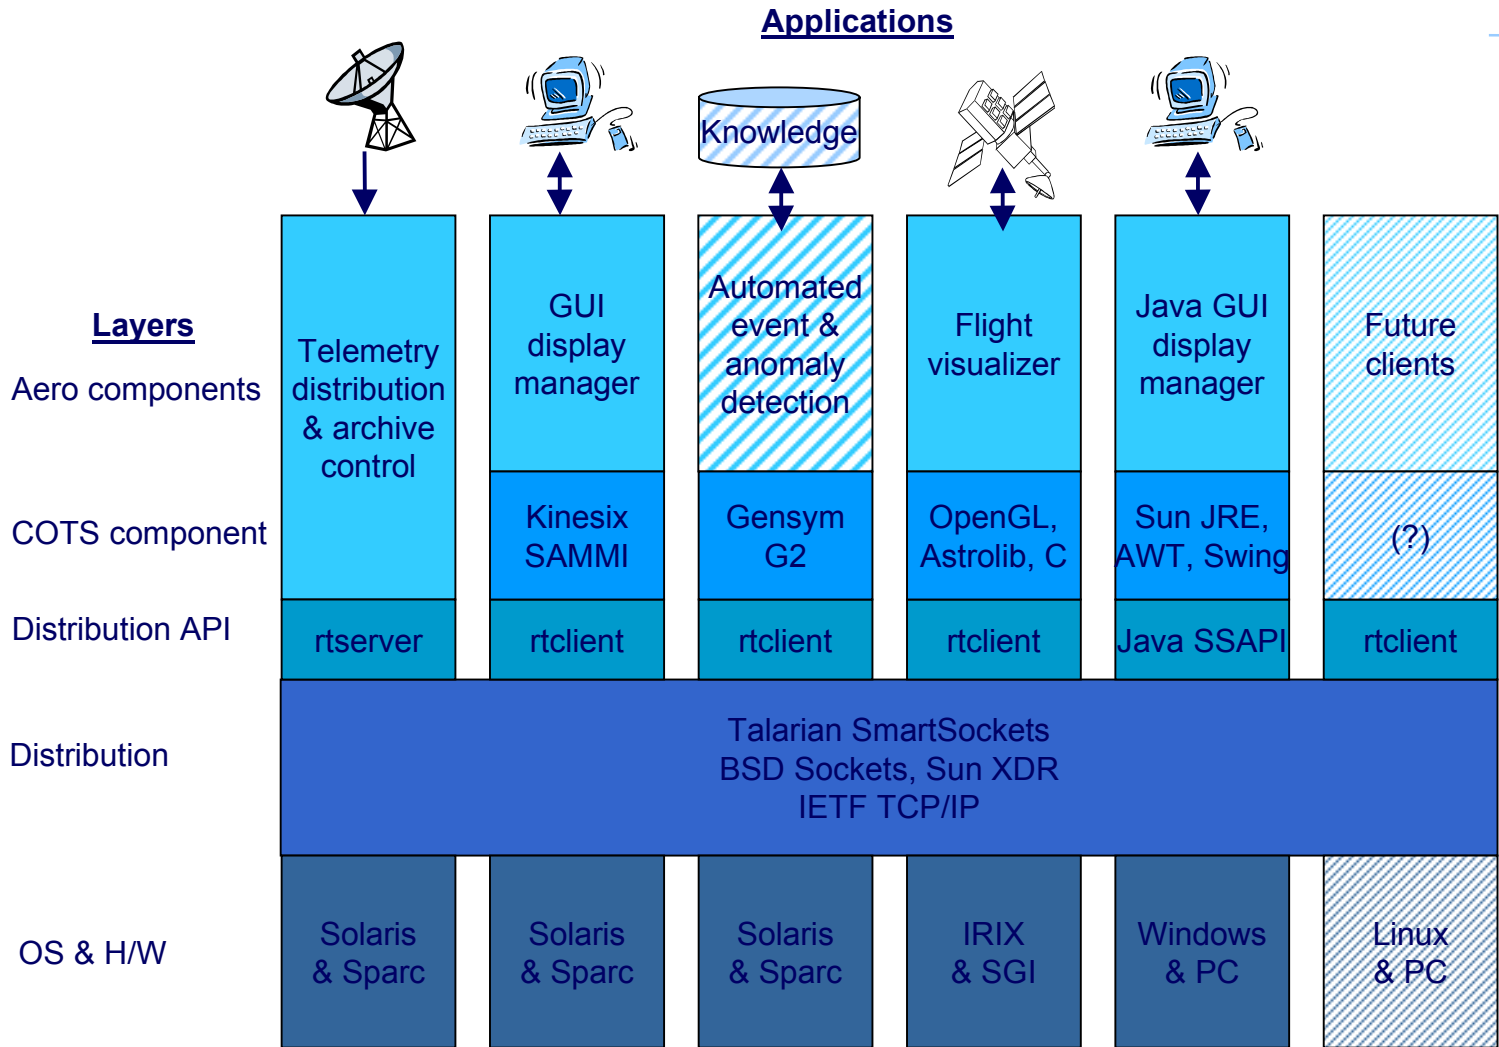 Applications
Knowledge
Layers
Aero components
Telemetry
distribution
& archive
control
GUI
display
manager
Automated
event &
anomaly
detection
Flight
visualizer
Java GUI
display
manager
Future
clients
COTS component
Kinesix
SAMMI
Gensym
G2
OpenGL,
Astrolib, C
Sun JRE,
AWT, Swing
(?)
Distribution API
rtserver
rtclient
rtclient
rtclient
Java SSAPI
rtclient
Distribution
Talarian SmartSockets
BSD Sockets, Sun XDR
IETF TCP/IP
OS & H/W
Solaris
& Sparc
Solaris
& Sparc
Solaris
& Sparc
IRIX
& SGI
Windows
& PC
Linux
& PC